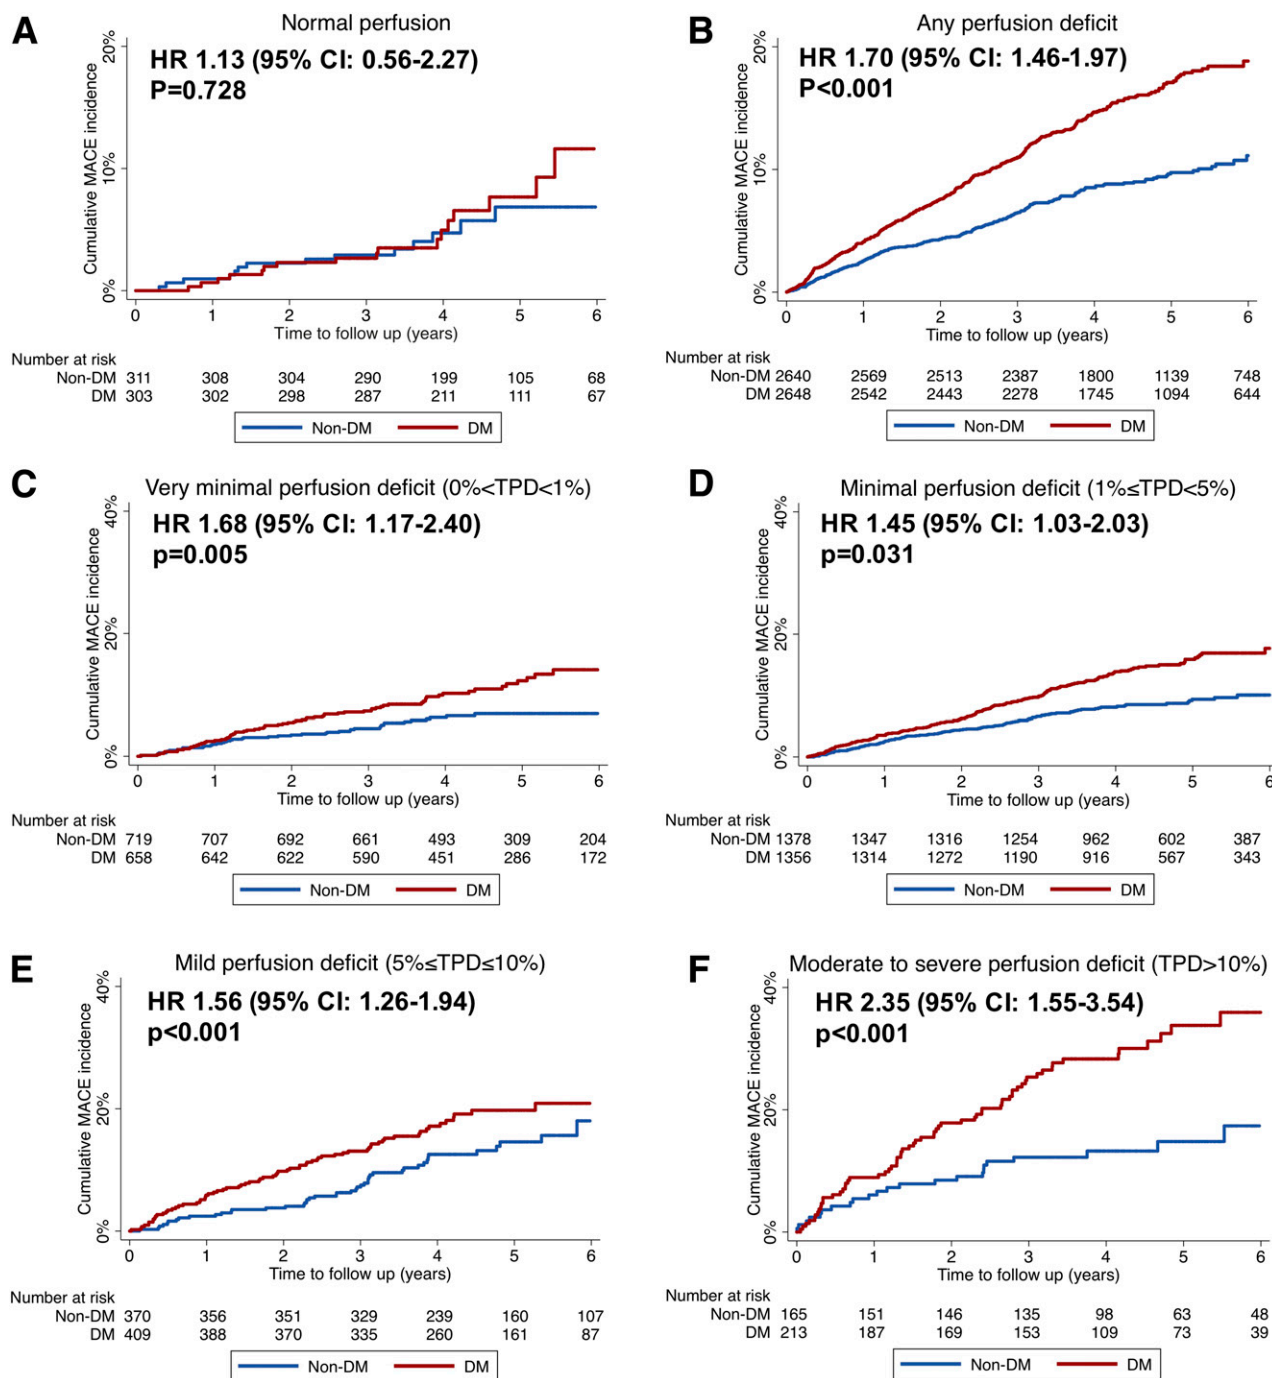 A
Normal perfusion
HR 1.13 (95% CI: 0.56-2.27)
P=0.728
Cumulative MACE incidence
20%
10%
0%
0 1 2 3 4 5 6
Time to follow up (years)
Number at risk
Non-DM 311 308 304 290 199 105 68
DM 303 302 298 287 211 111 67
Non-DM DM
B
Any perfusion deficit
HR 1.70 (95% CI: 1.46-1.97)
P<0.001
Cumulative MACE incidence
20%
10%
0%
0 1 2 3 4 5 6
Time to follow up (years)
Number at risk
Non-DM 2640 2569 2513 2387 1800 1139 748
DM 2648 2542 2443 2278 1745 1094 644
Non-DM DM
C
Very minimal perfusion deficit (0%<TPD<1%)
HR 1.68 (95% CI: 1.17-2.40)
p=0.005
Cumulative MACE incidence
40%
20%
0%
0 1 2 3 4 5 6
Time to follow up (years)
Number at risk
Non-DM 719 707 692 661 493 309 204
DM 658 642 622 590 451 286 172
Non-DM DM
D
Minimal perfusion deficit (1%≤TPD<5%)
HR 1.45 (95% CI: 1.03-2.03)
p=0.031
Cumulative MACE incidence
40%
20%
0%
0 1 2 3 4 5 6
Time to follow up (years)
Number at risk
Non-DM 1378 1347 1316 1254 962 602 387
DM 1356 1314 1272 1190 916 567 343
Non-DM DM
E
Mild perfusion deficit (5%≤TPD≤10%)
HR 1.56 (95% CI: 1.26-1.94)
p<0.001
Cumulative MACE incidence
40%
20%
0%
0 1 2 3 4 5 6
Time to follow up (years)
Number at risk
Non-DM 370 356 351 329 239 160 107
DM 409 388 370 335 260 161 87
Non-DM DM
F
Moderate to severe perfusion deficit (TPD>10%)
HR 2.35 (95% CI: 1.55-3.54)
p<0.001
Cumulative MACE incidence
40%
20%
0%
0 1 2 3 4 5 6
Time to follow up (years)
Number at risk
Non-DM 165 151 146 135 98 63 48
DM 213 187 169 153 109 73 39
Non-DM DM